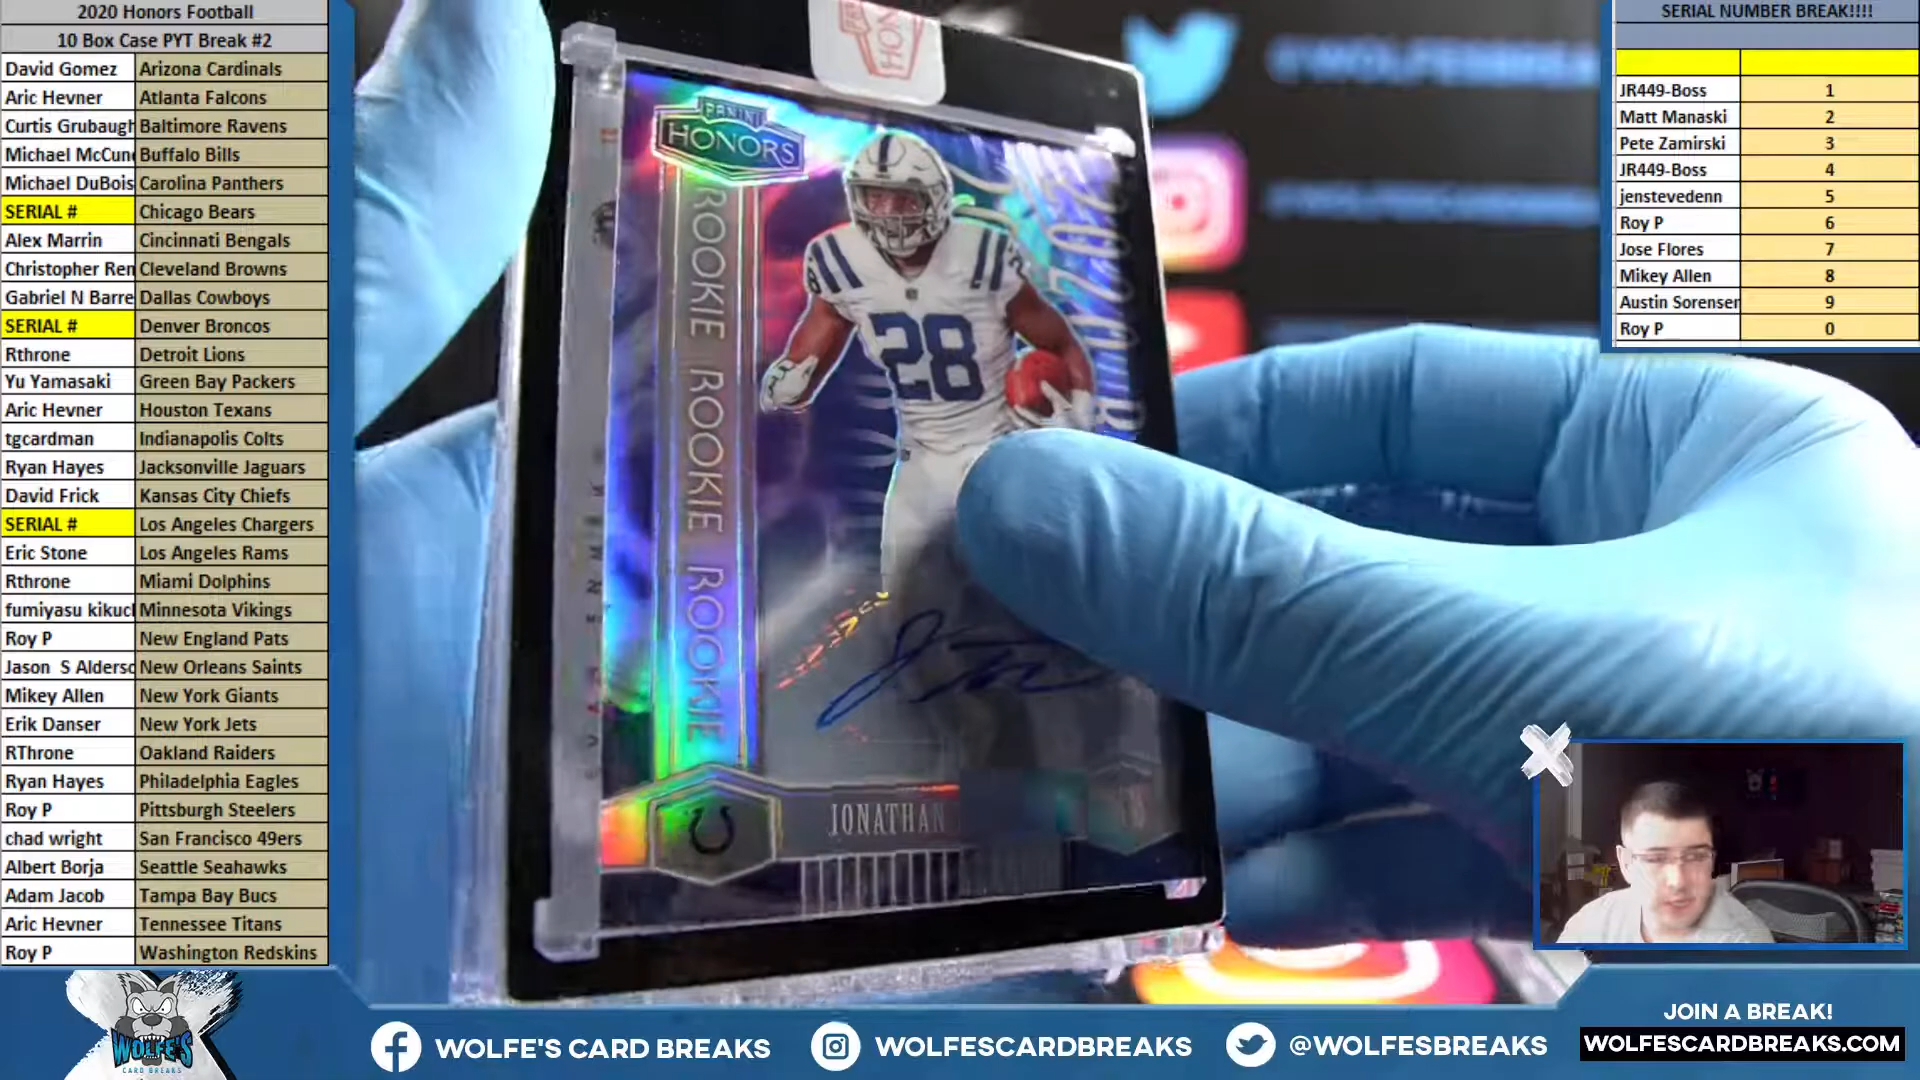 2020 Honors Football
10 Box Case PYT Break #2
David Gomez Arizona Cardinals
Aric Hevner Atlanta Falcons
Curtis Grubaugh Baltimore Ravens
Michael McCun Buffalo Bills
Michael DuBois Carolina Panthers
SERIAL # Chicago Bears
Alex Marrin Cincinnati Bengals
Christopher Ren Cleveland Browns
Gabriel N Barre Dallas Cowboys
SERIAL # Denver Broncos
Rthrone Detroit Lions
Yu Yamasaki Green Bay Packers
Aric Hevner Houston Texans
tgcardman Indianapolis Colts
Ryan Hayes Jacksonville Jaguars
David Frick Kansas City Chiefs
SERIAL # Los Angeles Chargers
Eric Stone Los Angeles Rams
Rthrone Miami Dolphins
fumiyasu kikucl Minnesota Vikings
Roy P New England Pats
Jason S Alderso New Orleans Saints
Mikey Allen New York Giants
Erik Danser New York Jets
RThrone Oakland Raiders
Ryan Hayes Philadelphia Eagles
Roy P Pittsburgh Steelers
chad wright San Francisco 49ers
Albert Borja Seattle Seahawks
Adam Jacob Tampa Bay Bucs
Aric Hevner Tennessee Titans
Roy P Washington Redskins
PANINI
HONORS
ROOKIE ROOKIE ROOKIE ROOKIE
28
JONATHAN
SERIAL NUMBER BREAK!!!!
JR449-Boss 1
Matt Manaski 2
Pete Zamirski 3
JR449-Boss 4
jenstevedenn 5
Roy P 6
Jose Flores 7
Mikey Allen 8
Austin Sorensen 9
Roy P 0
WOLFE'S
CARD BREAKS
WOLFE'S CARD BREAKS
WOLFESCARDBREAKS
@WOLFESBREAKS
JOIN A BREAK!
WOLFESCARDBREAKS.COM